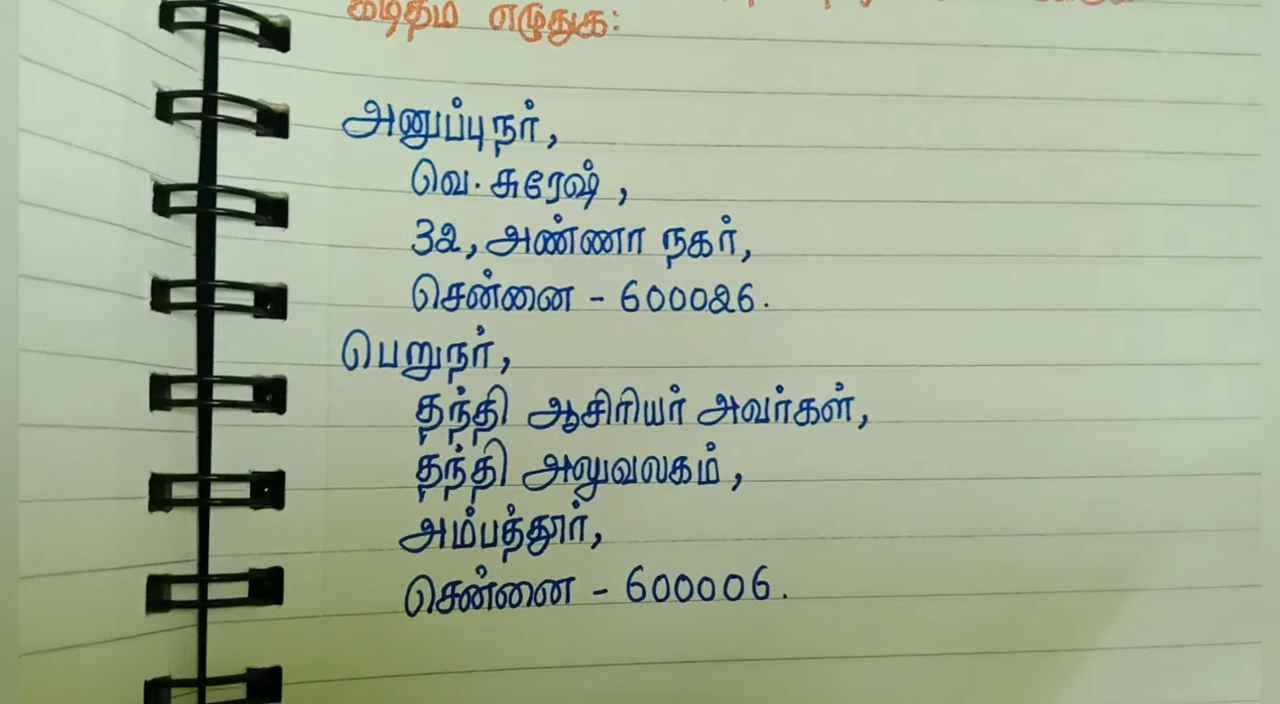 கடிதம் எழுதுக:
அனுப்புநர்,
வெ. சுரேஷ்,
32, அண்ணா நகர்,
சென்னை - 600026.
பெறுநர்,
தந்தி ஆசிரியர் அவர்கள்,
தந்தி அலுவலகம்,
அம்பத்தூர்,
சென்னை - 600006.